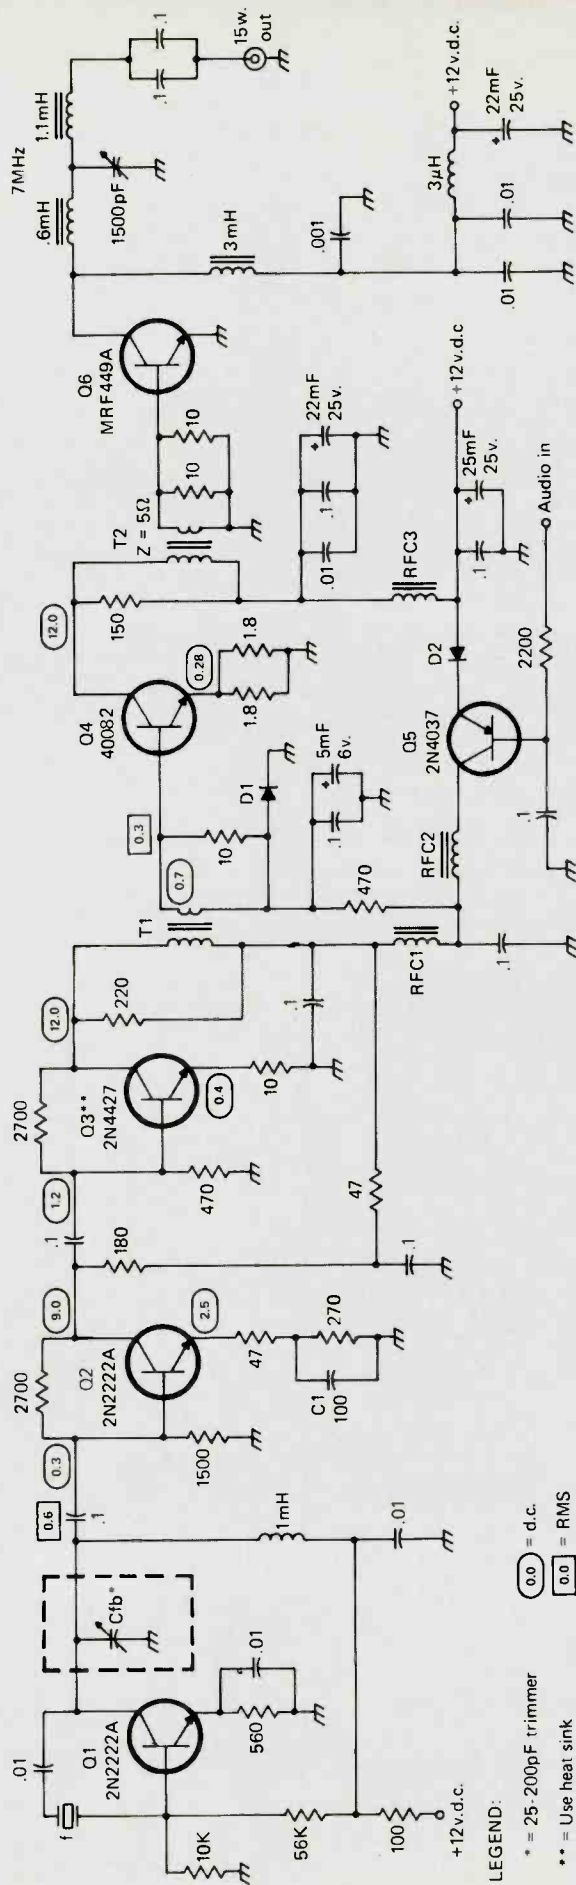 7MHz
.01
f
Q1
2N2222A
10K
56K
560
.01
100
+12v.d.c.
Cfb*
0.6
.1
1mH
.01
0.3
2700
Q2
2N2222A
1500
9.0
2.5
47
C1
100
270
.1
180
47
.1
1.2
2700
Q3**
2N4427
470
12.0
220
0.4
10
.1
T1
RFC1
.1
0.7
0.3
10
D1
.1
5mF
6v.
470
RFC2
Q4
40082
12.0
150
0.28
1.8
1.8
T2
Z = 5Ω
.01
.1
22mF
25v.
RFC3
Q5
2N4037
D2
.1
2200
Audio in
.1
25mF
25v.
+12v.d.c
10
10
Q6
MRF449A
.6mH
1.1mH
1500pF
.1
.1
15w.
out
3mH
.001
.01
.01
3μH
22mF
25v.
+12v.d.c.
LEGEND:
* = 25-200pF trimmer
** = Use heat sink
0.0 = d.c.
0.0 = RMS